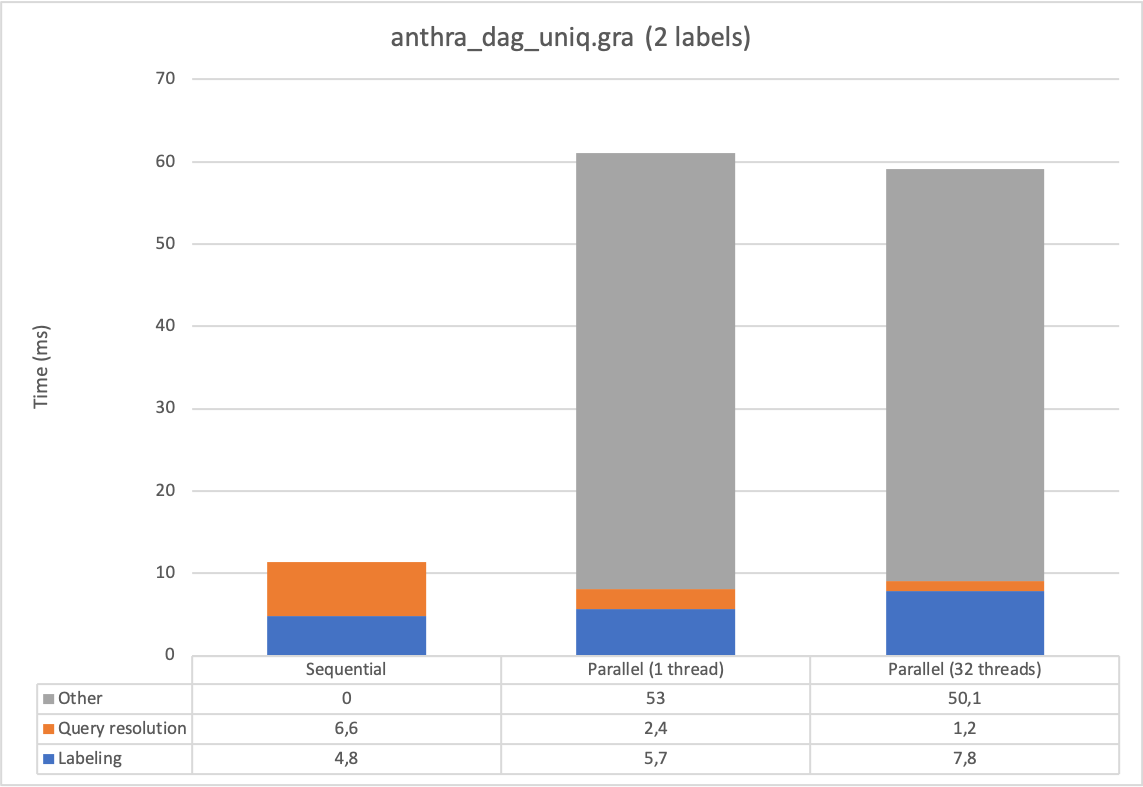 anthra_dag_uniq.gra (2 labels)
70
60
50
40
30
20
10
0
Time (ms)
Sequential Parallel (1 thread) Parallel (32 threads)
Other 0 53 50,1
Query resolution 6,6 2,4 1,2
Labeling 4,8 5,7 7,8